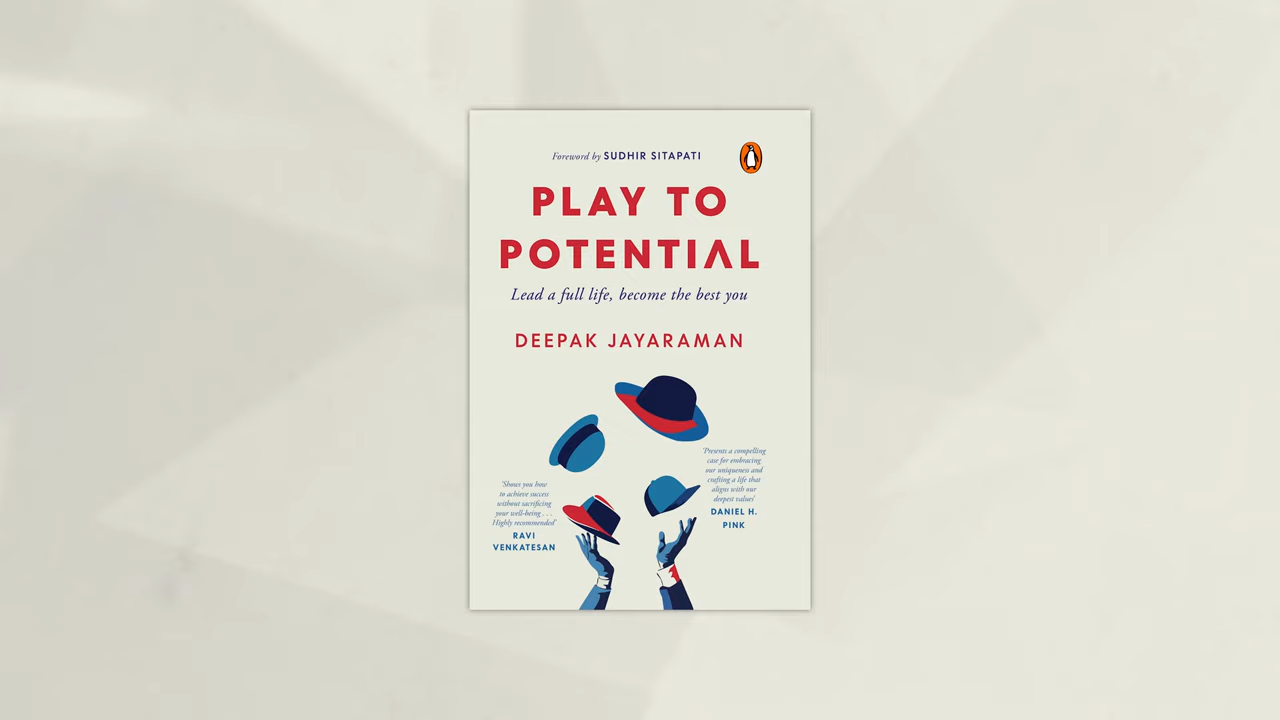 Foreword by SUDHIR SITAPATI
PLAY TO
POTENTIAL
Lead a full life, become the best you
DEEPAK JAYARAMAN
'Presents a compelling
case for embracing
our uniqueness and
crafting a life that
aligns with our
deepest values'
DANIEL H.
PINK
'Shows you how
to achieve success
without sacrificing
your well-being . . .
Highly recommended'
RAVI
VENKATESAN